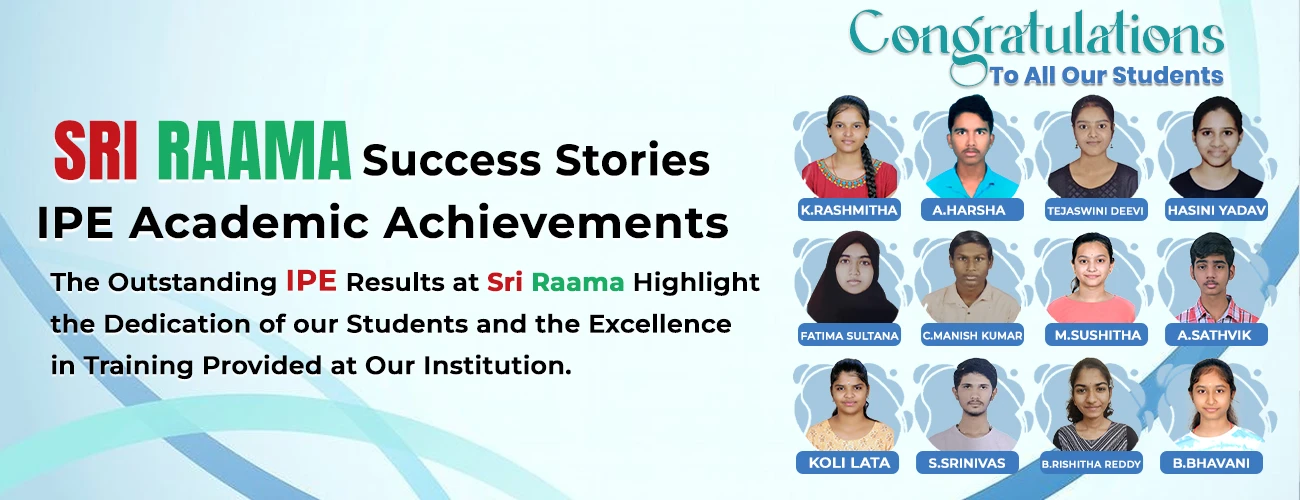 SRI RAAMA Success Stories
IPE Academic Achievements
The Outstanding IPE Results at Sri Raama Highlight
the Dedication of our Students and the Excellence
in Training Provided at Our Institution.
Congratulations
To All Our Students
K.RASHMITHA A.HARSHA TEJASWINI DEEVI HASINI YADAV
FATIMA SULTANA C.MANISH KUMAR M.SUSHITHA A.SATHVIK
KOLI LATA S.SRINIVAS B.RISHITHA REDDY B.BHAVANI